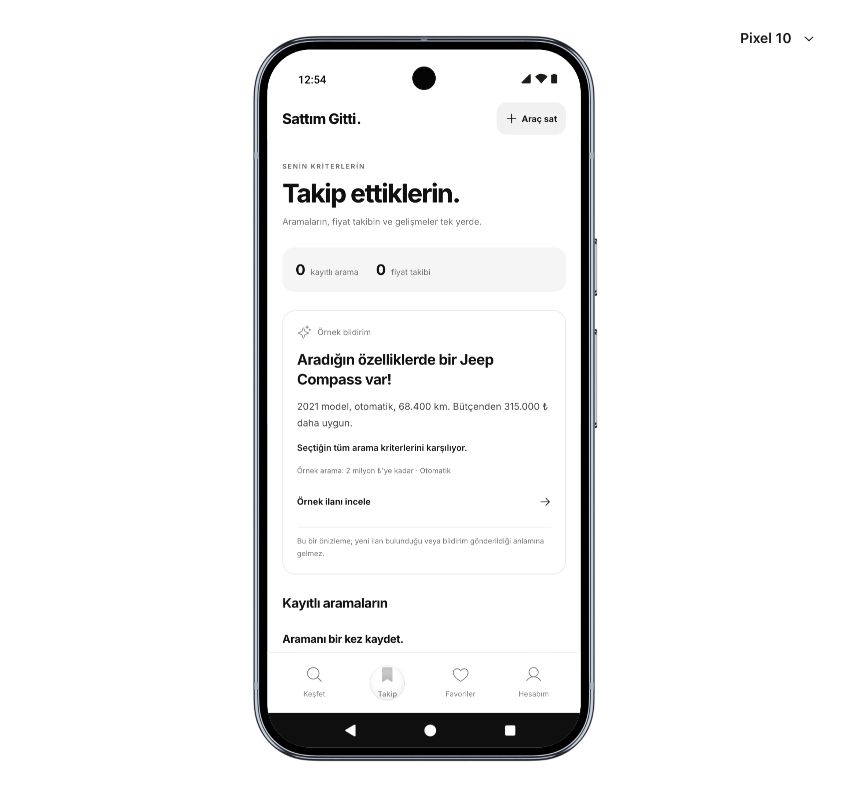 Pixel 10
12:54
Sattım Gitti.
Araç sat
SENİN KRİTERLERİN
Takip ettiklerin.
Aramaların, fiyat takibin ve gelişmeler tek yerde.
0 kayıtlı arama 0 fiyat takibi
Örnek bildirim
Aradığın özelliklerde bir Jeep
Compass var!
2021 model, otomatik, 68.400 km. Bütçenden 315.000 ₺
daha uygun.
Seçtiğin tüm arama kriterlerini karşılıyor.
Örnek arama: 2 milyon ₺'ye kadar · Otomatik
Örnek ilanı incele
Bu bir önizleme; yeni ilan bulunduğu veya bildirim gönderildiği anlamına
gelmez.
Kayıtlı aramaların
Aramanı bir kez kaydet.
Keşfet Takip Favoriler Hesabım